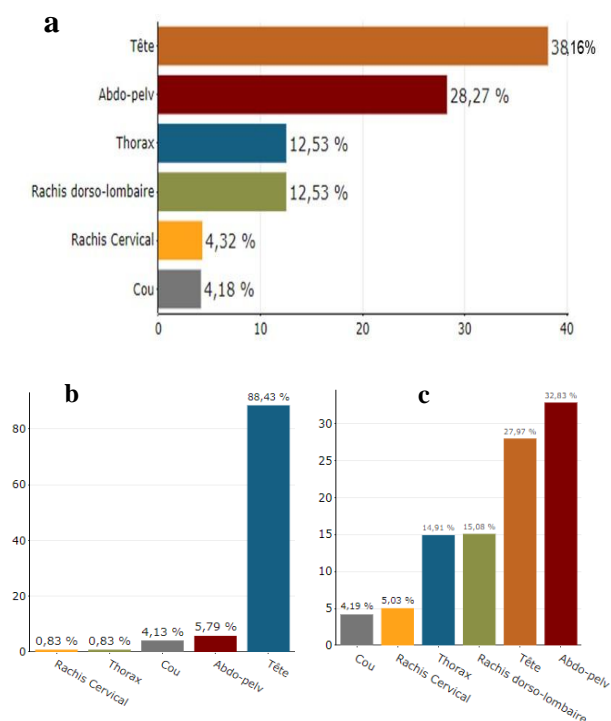 a
Tête 38,16%
Abdo-pelv 28,27 %
Thorax 12,53 %
Rachis dorso-lombaire 12,53 %
Rachis Cervical 4,32 %
Cou 4,18 %
0 10 20 30 40
b
80
60
40
20
0
0,83 % 0,83 % 4,13 % 5,79 % 88,43 %
Rachis Cervical Thorax Cou Abdo-pelv Tête
c
30
25
20
15
10
5
0
4,19 % 5,03 % 14,91 % 15,08 % 27,97 % 32,83 %
Cou Rachis Cervical Thorax Rachis dorso-lombaire Tête Abdo-pelv